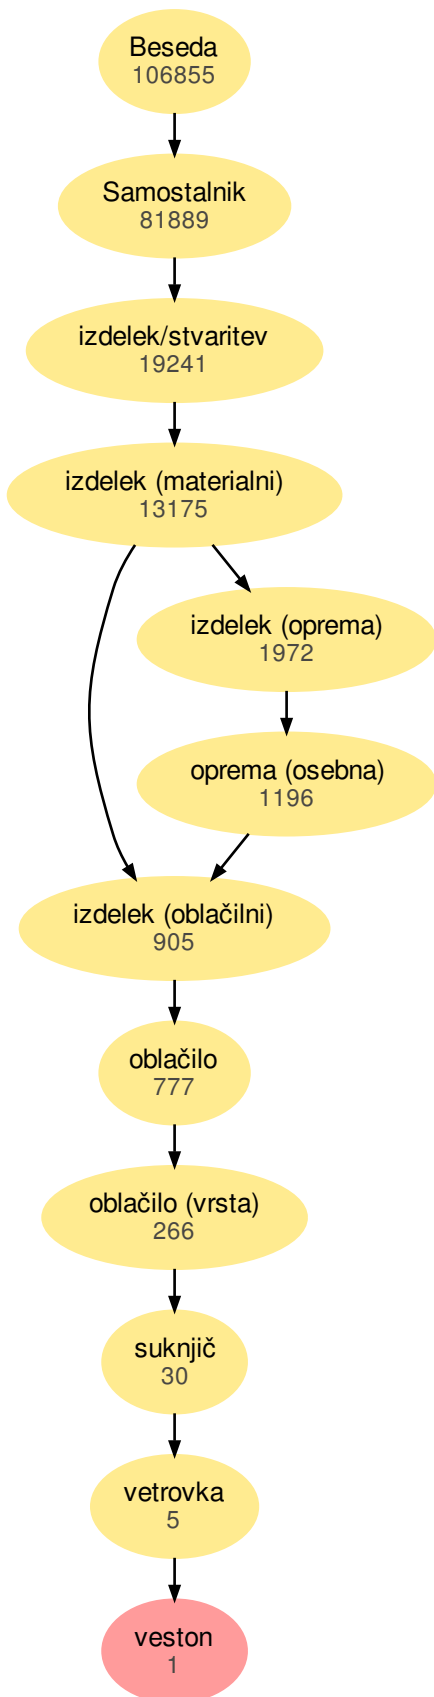 Beseda
106855
Samostalnik
81889
izdelek/stvaritev
19241
izdelek (materialni)
13175
izdelek (oprema)
1972
oprema (osebna)
1196
izdelek (oblačilni)
905
oblačilo
777
oblačilo (vrsta)
266
suknjič
30
vetrovka
5
veston
1